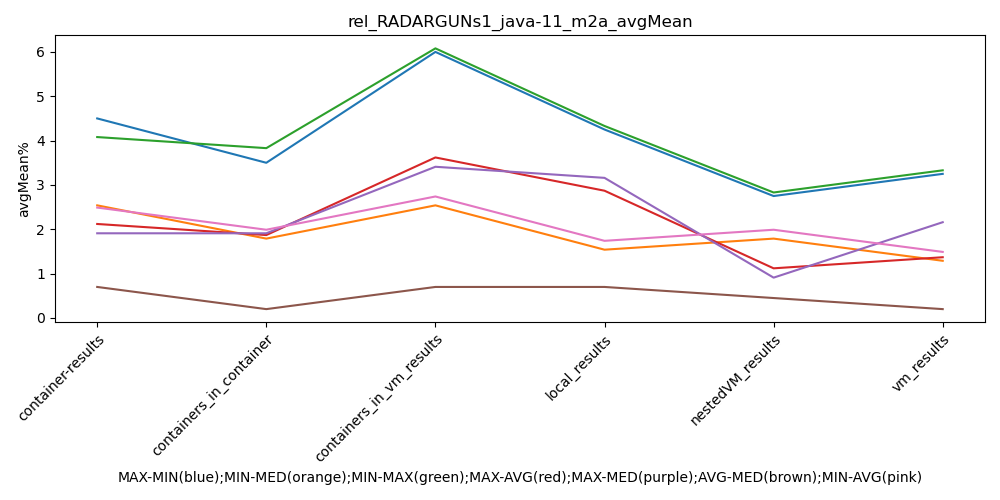 rel_RADARGUNs1_java-11_m2a_avgMean
avgMean%
6
5
4
3
2
1
0
container-results
containers_in_container
containers_in_vm_results
local_results
nestedVM_results
vm_results
MAX-MIN(blue);MIN-MED(orange);MIN-MAX(green);MAX-AVG(red);MAX-MED(purple);AVG-MED(brown);MIN-AVG(pink)